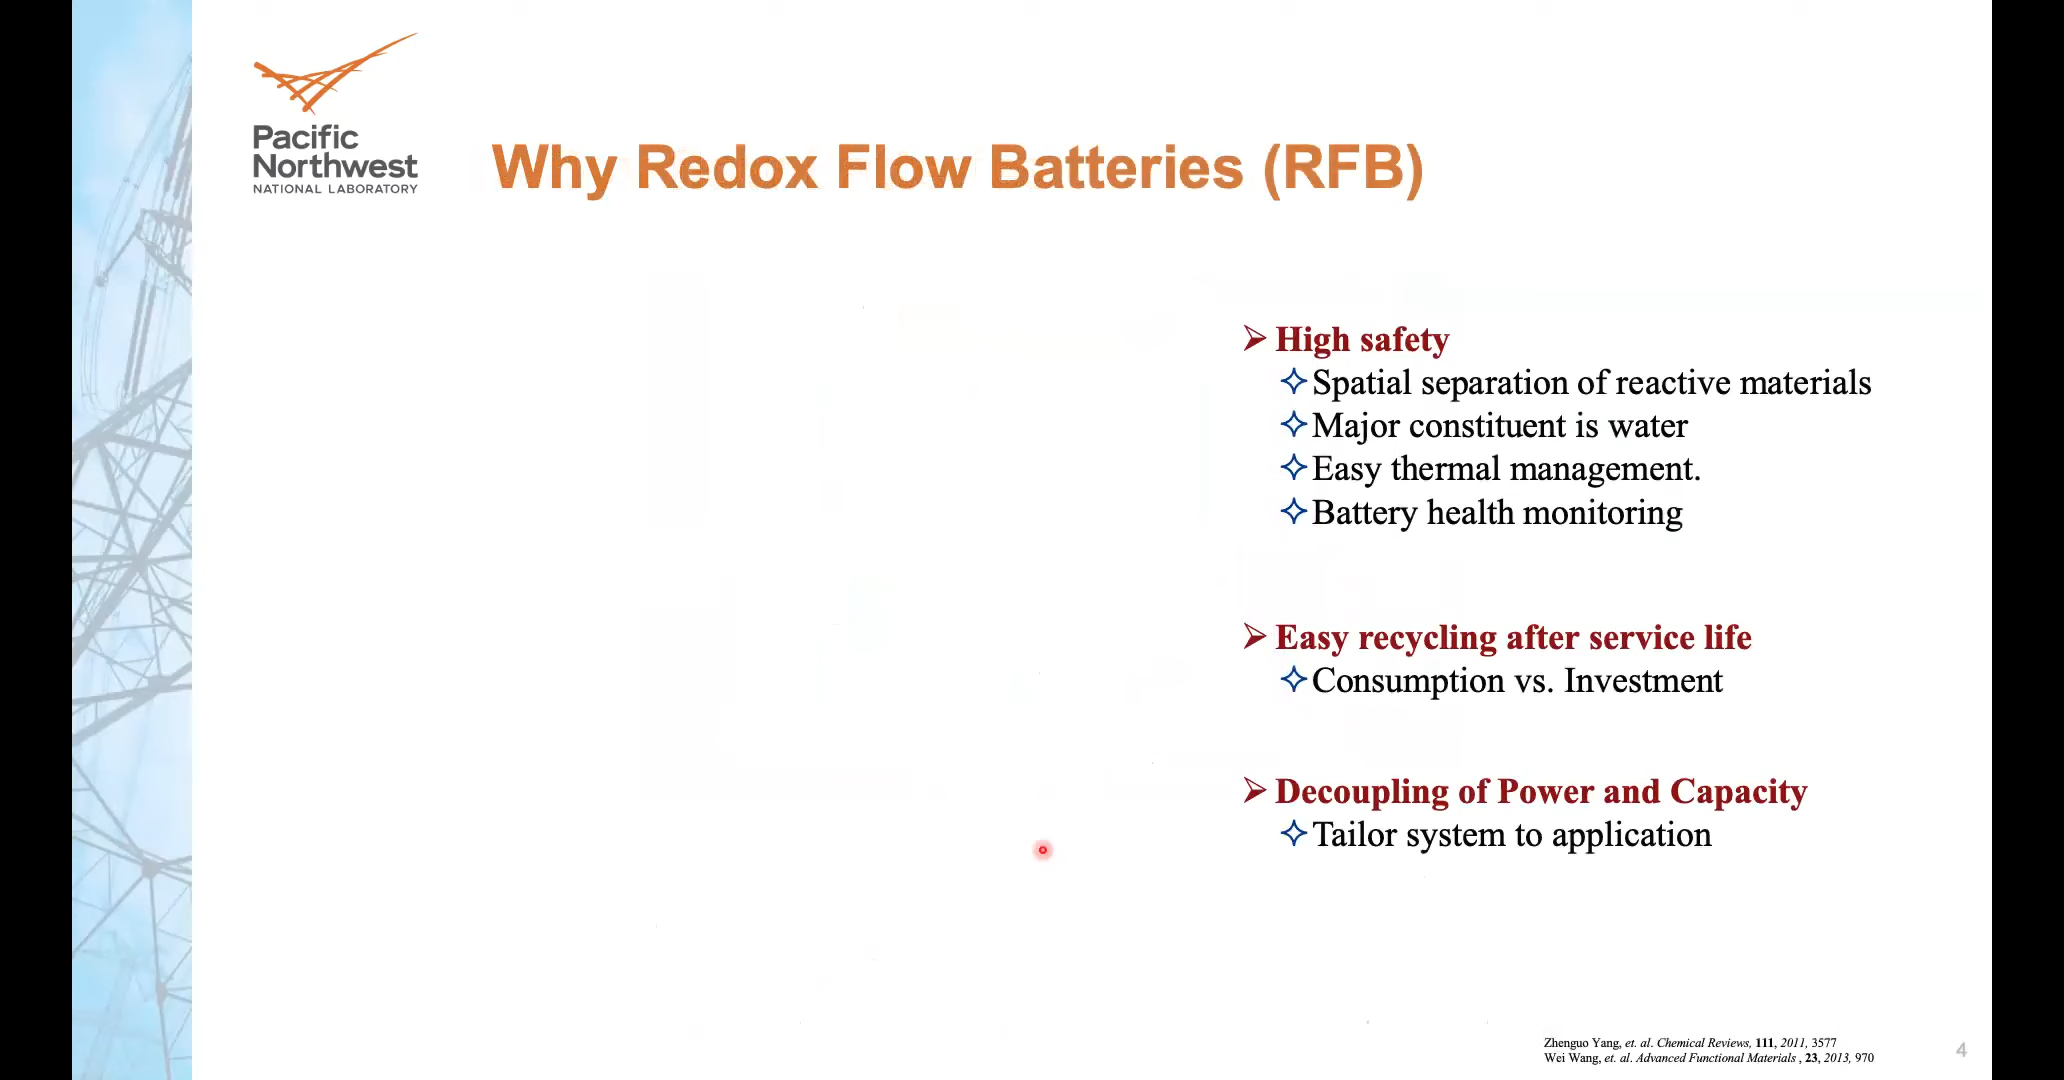 Pacific
Northwest
NATIONAL LABORATORY
Why Redox Flow Batteries (RFB)
High safety
Spatial separation of reactive materials
Major constituent is water
Easy thermal management.
Battery health monitoring
Easy recycling after service life
Consumption vs. Investment
Decoupling of Power and Capacity
Tailor system to application
Zhenguo Yang, et. al. Chemical Reviews, 111, 2011, 3577
Wei Wang, et. al. Advanced Functional Materials , 23, 2013, 970
4